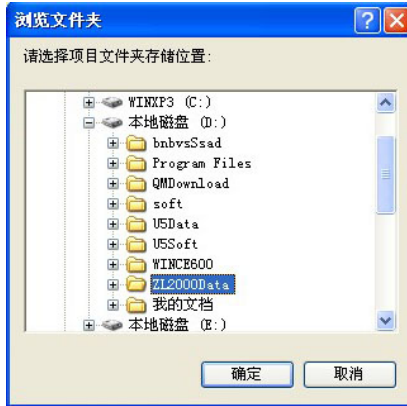 浏览文件夹
请选择项目文件夹存储位置:
WINXP3 (C:)
本地磁盘 (D:)
bnbvsSsad
Program Files
QMDownload
soft
U5Data
U5Soft
WINCE600
ZL2000Data
我的文档
本地磁盘 (E:)
确定 取消